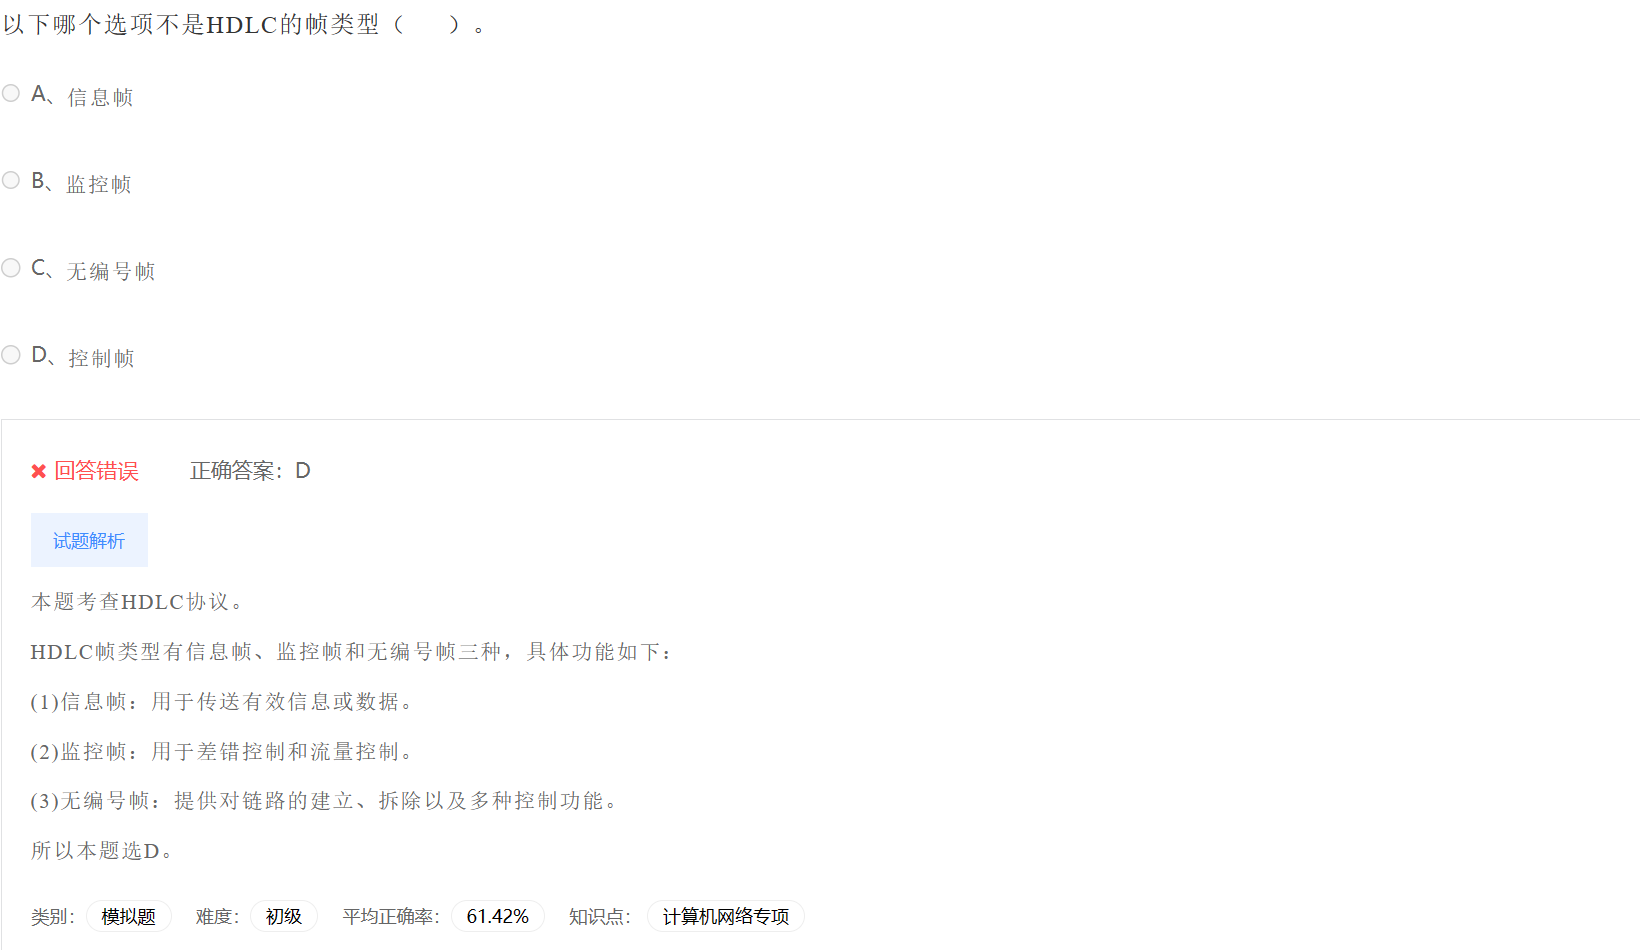 以下哪个选项不是HDLC的帧类型（　　）。
A、信息帧
B、监控帧
C、无编号帧
D、控制帧
✖ 回答错误 正确答案：D
试题解析
本题考查HDLC协议。
HDLC帧类型有信息帧、监控帧和无编号帧三种，具体功能如下：
(1)信息帧：用于传送有效信息或数据。
(2)监控帧：用于差错控制和流量控制。
(3)无编号帧：提供对链路的建立、拆除以及多种控制功能。
所以本题选D。
类别： 模拟题 难度： 初级 平均正确率： 61.42% 知识点： 计算机网络专项